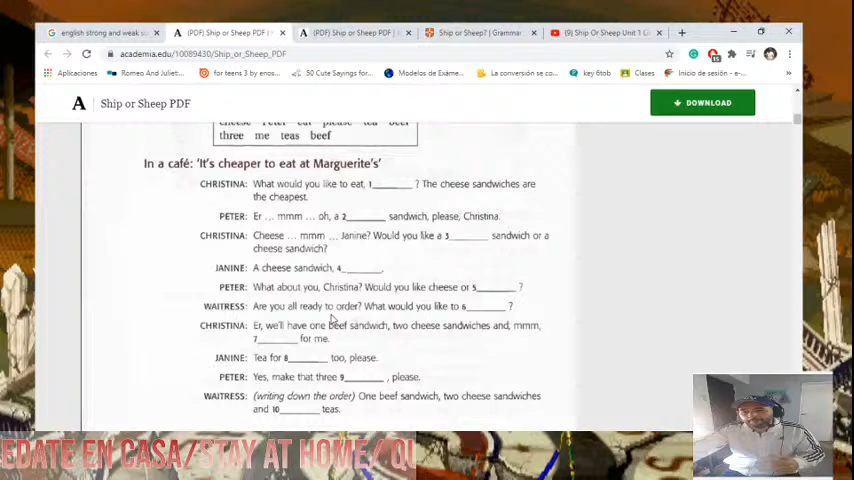 english strong and weak su
(PDF) Ship or Sheep PDF |
(PDF) Ship or Sheep PDF |
Ship or Sheep? | Gramma
(9) Ship Or Sheep Unit 1 Li
academia.edu/10089430/Ship_or_Sheep_PDF
Aplicaciones
Romeo And Juliet:..
for teens 3 by enos...
50 Cute Sayings for...
Modelos de Exáme...
La conversión se co...
key 6tob
Clases
Inicio de sesión - e-...
A Ship or Sheep PDF
DOWNLOAD
cheese Peter eat please tea beef
three me teas beef
In a café: 'It's cheaper to eat at Marguerite's'
CHRISTINA: What would you like to eat, 1________ ? The cheese sandwiches are
the cheapest.
PETER: Er ... mmm ... oh, a 2________ sandwich, please, Christina.
CHRISTINA: Cheese ... mmm ... Janine? Would you like a 3________ sandwich or a
cheese sandwich?
JANINE: A cheese sandwich, 4________.
PETER: What about you, Christina? Would you like cheese or 5________ ?
WAITRESS: Are you all ready to order? What would you like to 6________ ?
CHRISTINA: Er, we'll have one beef sandwich, two cheese sandwiches and, mmm,
7________ for me.
JANINE: Tea for 8________ too, please.
PETER: Yes, make that three 9________ , please.
WAITRESS: (writing down the order) One beef sandwich, two cheese sandwiches
and 10________ teas.
EDATE EN CASA/STAY AT HOME/ QU